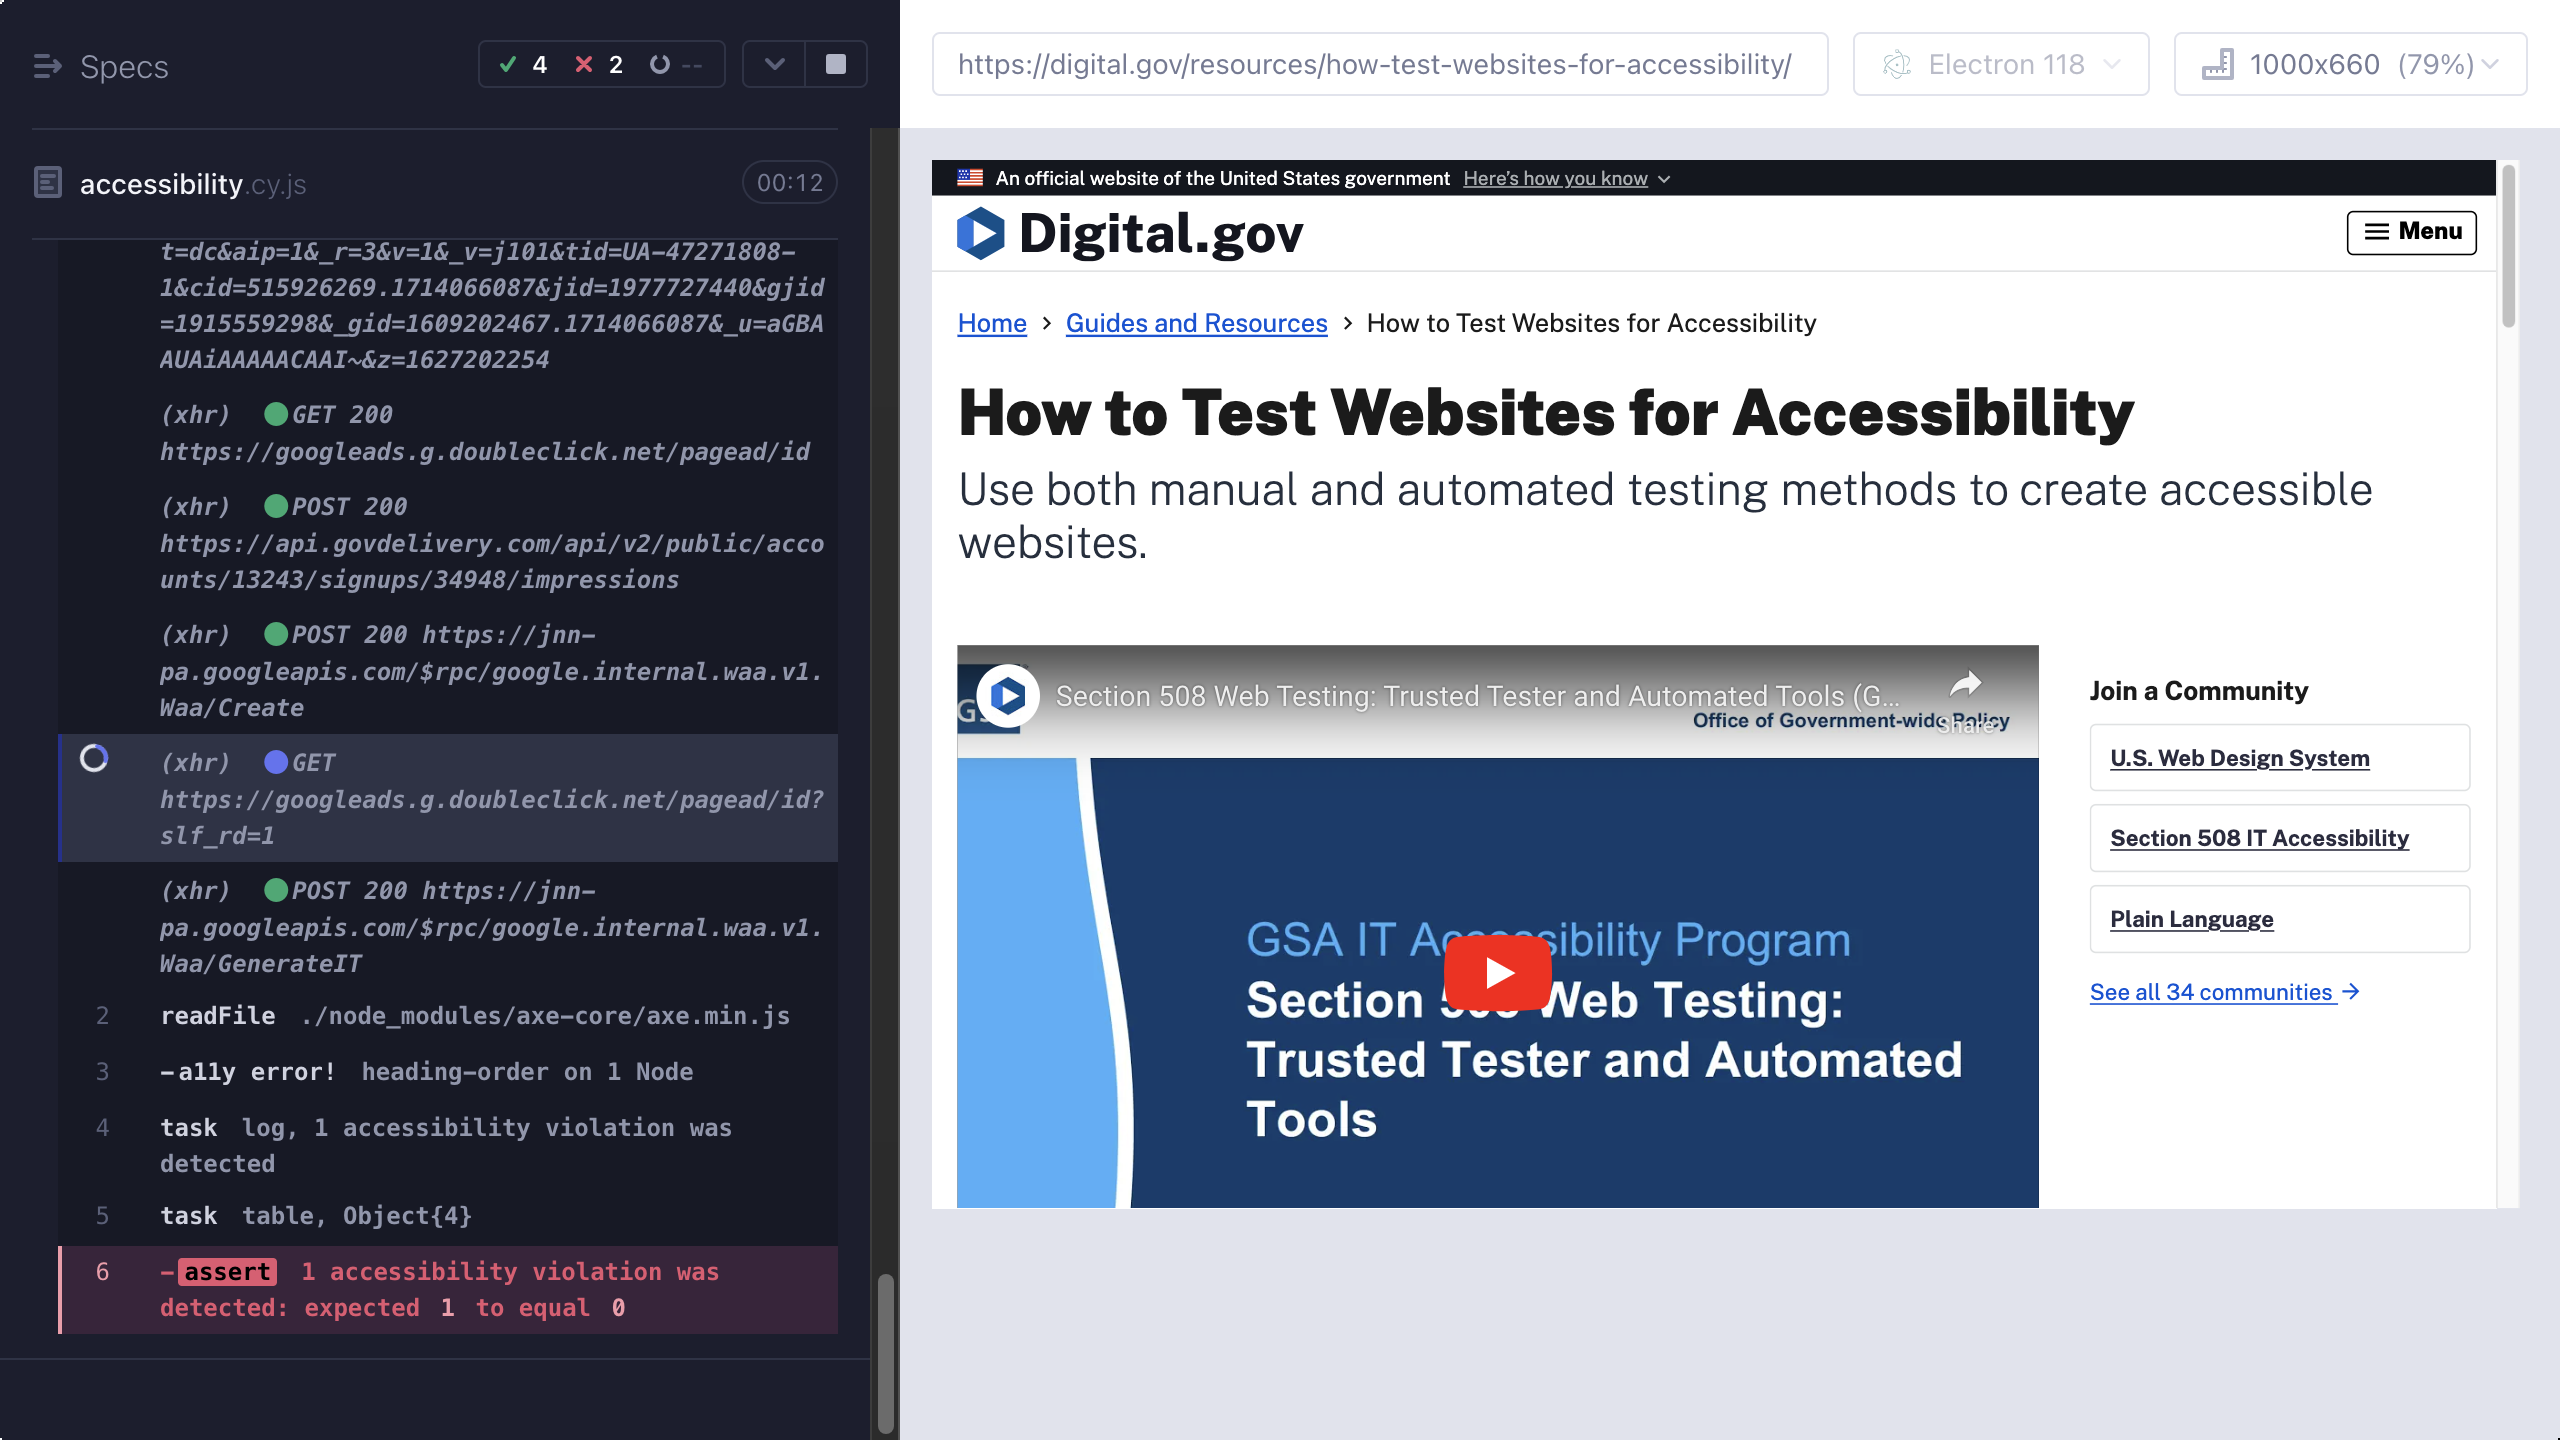 Specs
4
2
--
accessibility.cy.js
00:12
t=dc&aip=1&_r=3&v=1&_v=j101&tid=UA-47271808-
1&cid=515926269.1714066087&jid=1977727440&gjid
=1915559298&_gid=1609202467.1714066087&_u=aGBA
AUAiAAAAACAAI~&z=1627202254
(xhr) GET 200
https://googleads.g.doubleclick.net/pagead/id
(xhr) POST 200
https://api.govdelivery.com/api/v2/public/acco
unts/13243/signups/34948/impressions
(xhr) POST 200 https://jnn-
pa.googleapis.com/$rpc/google.internal.waa.v1.
Waa/Create
(xhr) GET
https://googleads.g.doubleclick.net/pagead/id?
slf_rd=1
(xhr) POST 200 https://jnn-
pa.googleapis.com/$rpc/google.internal.waa.v1.
Waa/GenerateIT
2 readFile ./node_modules/axe-core/axe.min.js
3 -a11y error! heading-order on 1 Node
4 task log, 1 accessibility violation was
detected
5 task table, Object{4}
6 -assert 1 accessibility violation was
detected: expected 1 to equal 0
https://digital.gov/resources/how-test-websites-for-accessibility/
Electron 118
1000x660 (79%)
An official website of the United States government Here's how you know
Digital.gov
Menu
Home > Guides and Resources > How to Test Websites for Accessibility
How to Test Websites for Accessibility
Use both manual and automated testing methods to create accessible
websites.
Section 508 Web Testing: Trusted Tester and Automated Tools (G...
Office of Government-wide Policy
Share
GSA IT Accessibility Program
Section 508 Web Testing:
Trusted Tester and Automated
Tools
Join a Community
U.S. Web Design System
Section 508 IT Accessibility
Plain Language
See all 34 communities →